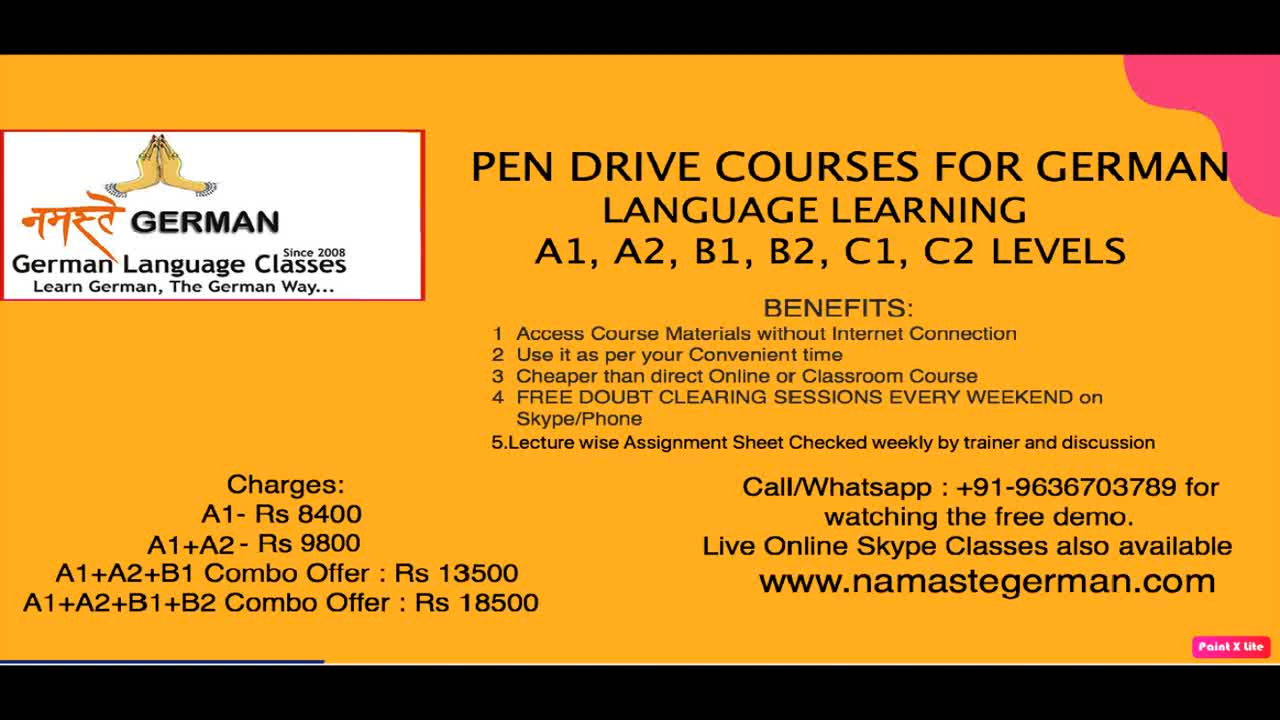 नमस्ते GERMAN
Since 2008
German Language Classes
Learn German, The German Way...
PEN DRIVE COURSES FOR GERMAN
LANGUAGE LEARNING
A1, A2, B1, B2, C1, C2 LEVELS
BENEFITS:
1 Access Course Materials without Internet Connection
2 Use it as per your Convenient time
3 Cheaper than direct Online or Classroom Course
4 FREE DOUBT CLEARING SESSIONS EVERY WEEKEND on
Skype/Phone
5.Lecture wise Assignment Sheet Checked weekly by trainer and discussion
Charges:
A1- Rs 8400
A1+A2 - Rs 9800
A1+A2+B1 Combo Offer : Rs 13500
A1+A2+B1+B2 Combo Offer : Rs 18500
Call/Whatsapp : +91-9636703789 for
watching the free demo.
Live Online Skype Classes also available
www.namastegerman.com
Paint X Lite